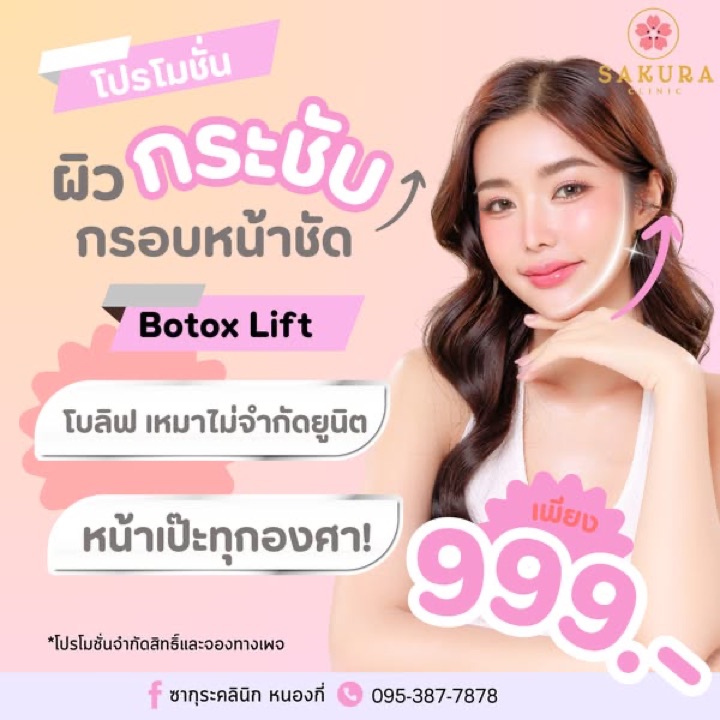 SAKURA
CLINIC
โปรโมชั่น
ผิว กระชับ
กรอบหน้าชัด
Botox Lift
โบลิฟ เหมาไม่จำกัดยูนิต
หน้าเป๊ะทุกองศา!
เพียง
999.-
*โปรโมชั่นจำกัดสิทธิ์และจองทางเพจ
ซากุระคลินิก หนองกี่ 095-387-7878